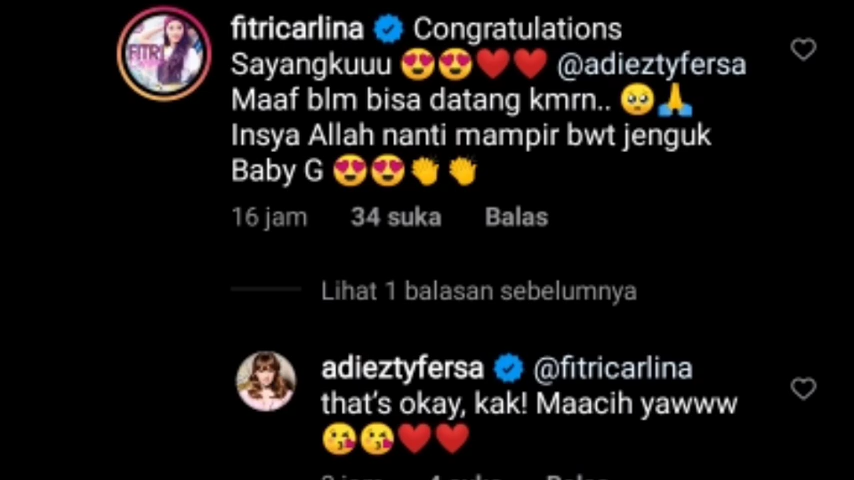 fitricarlina Congratulations
Sayangkuuu 😍😍❤️❤️ @adieztyfersa
Maaf blm bisa datang kmrn.. 🥺🙏
Insya Allah nanti mampir bwt jenguk
Baby G 😍😍👏👏
16 jam 34 suka Balas
Lihat 1 balasan sebelumnya
adieztyfersa @fitricarlina
that's okay, kak! Maacih yawww
😘😘❤️❤️